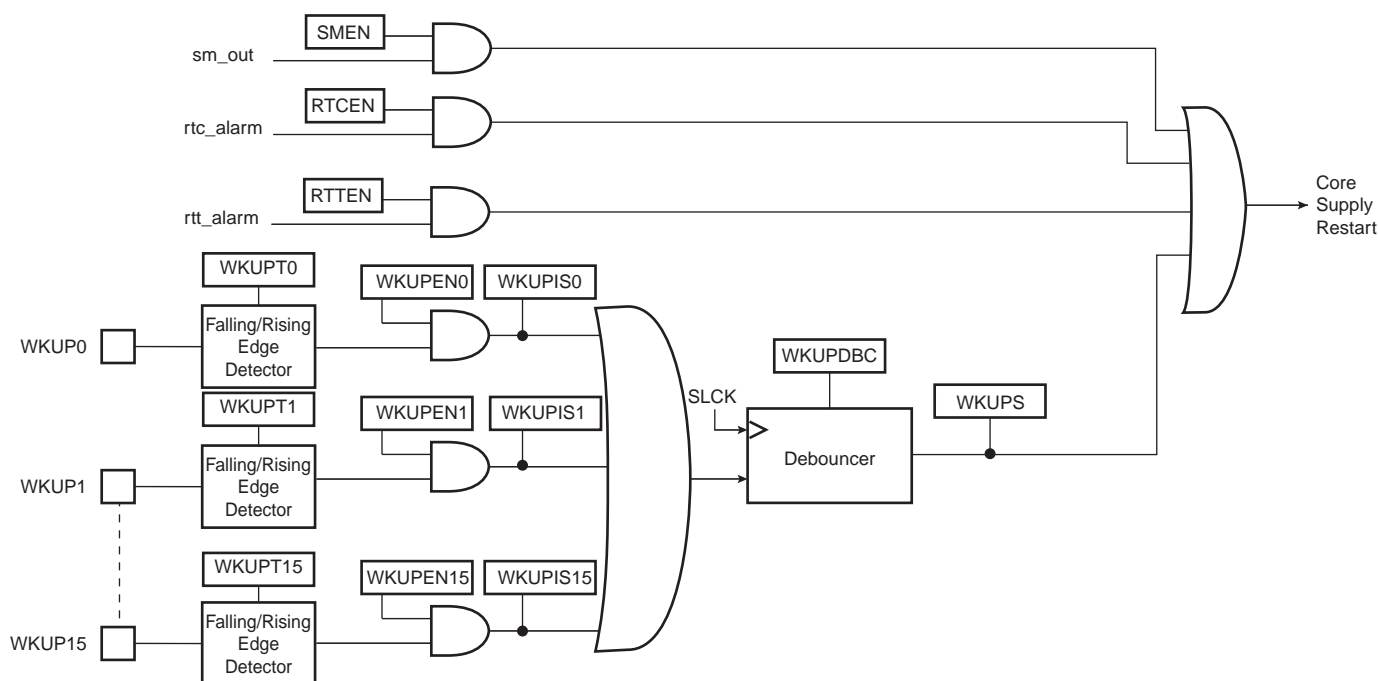 SMEN
sm_out
RTCEN
rtc_alarm
RTTEN
rtt_alarm
Core
Supply
Restart
WKUPT0
WKUPEN0
WKUPIS0
Falling/Rising
Edge
Detector
WKUP0
WKUPDBC
WKUPT1
WKUPEN1
WKUPIS1
SLCK
WKUPS
Falling/Rising
Edge
Detector
Debouncer
WKUP1
WKUPT15
WKUPEN15
WKUPIS15
Falling/Rising
Edge
Detector
WKUP15